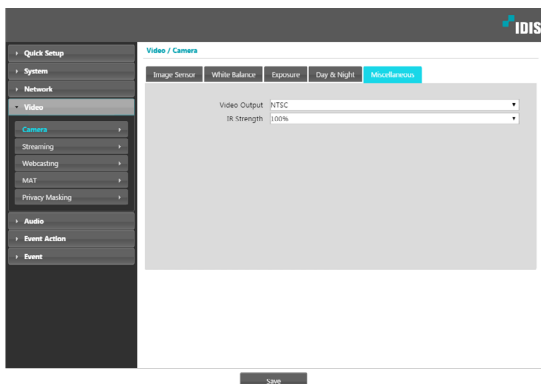 IDIS
Quick Setup
System
Network
Video
Camera
Streaming
Webcasting
MAT
Privacy Masking
Audio
Event Action
Event
Video / Camera
Image Sensor White Balance Exposure Day & Night Miscellaneous
Video Output NTSC
IR Strength 100%
Save